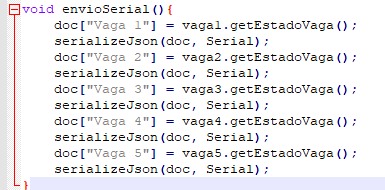 void envioSerial(){
doc["Vaga 1"] = vaga1.getEstadoVaga();
serializeJson(doc, Serial);
doc["Vaga 2"] = vaga2.getEstadoVaga();
serializeJson(doc, Serial);
doc["Vaga 3"] = vaga3.getEstadoVaga();
serializeJson(doc, Serial);
doc["Vaga 4"] = vaga4.getEstadoVaga();
serializeJson(doc, Serial);
doc["Vaga 5"] = vaga5.getEstadoVaga();
serializeJson(doc, Serial);
}